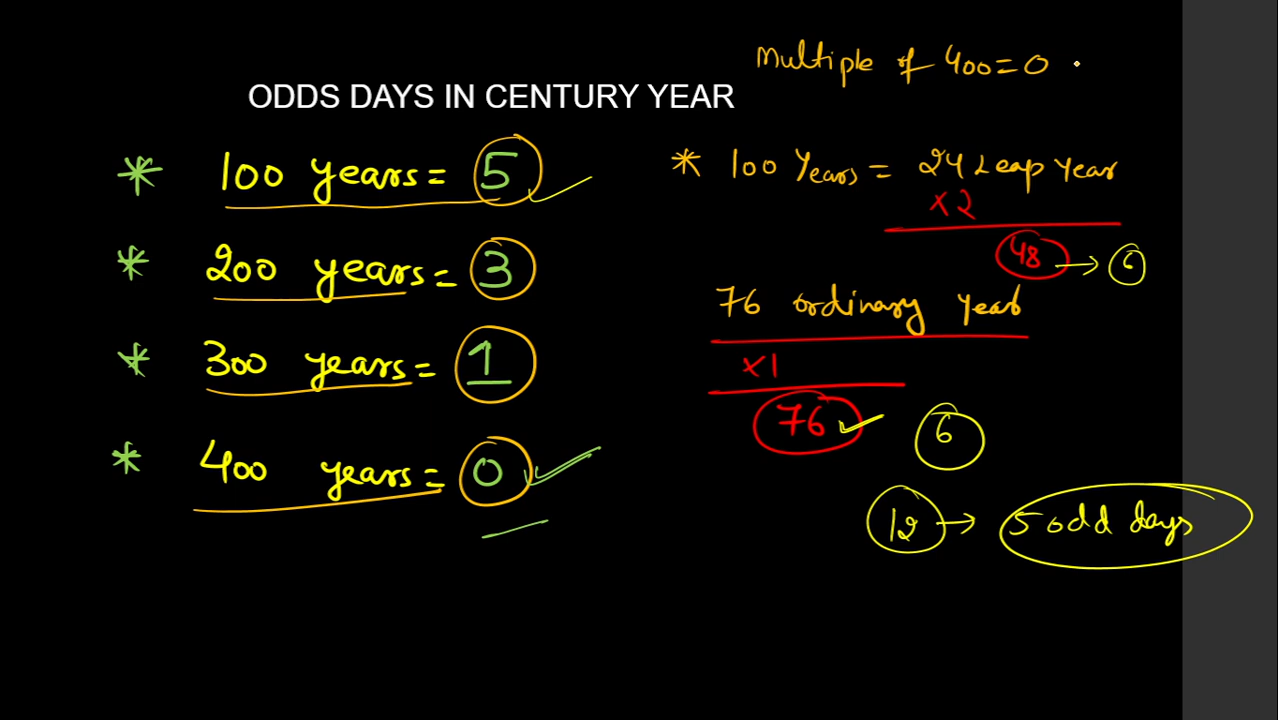 Multiple of 400=0
ODDS DAYS IN CENTURY YEAR
* 100 years= 5
* 200 years= 3
* 300 years= 1
* 400 years= 0
* 100 Years = 24 Leap Year
×2
48 → 6
76 ordinary year
×1
76 6
12 → 5 odd days